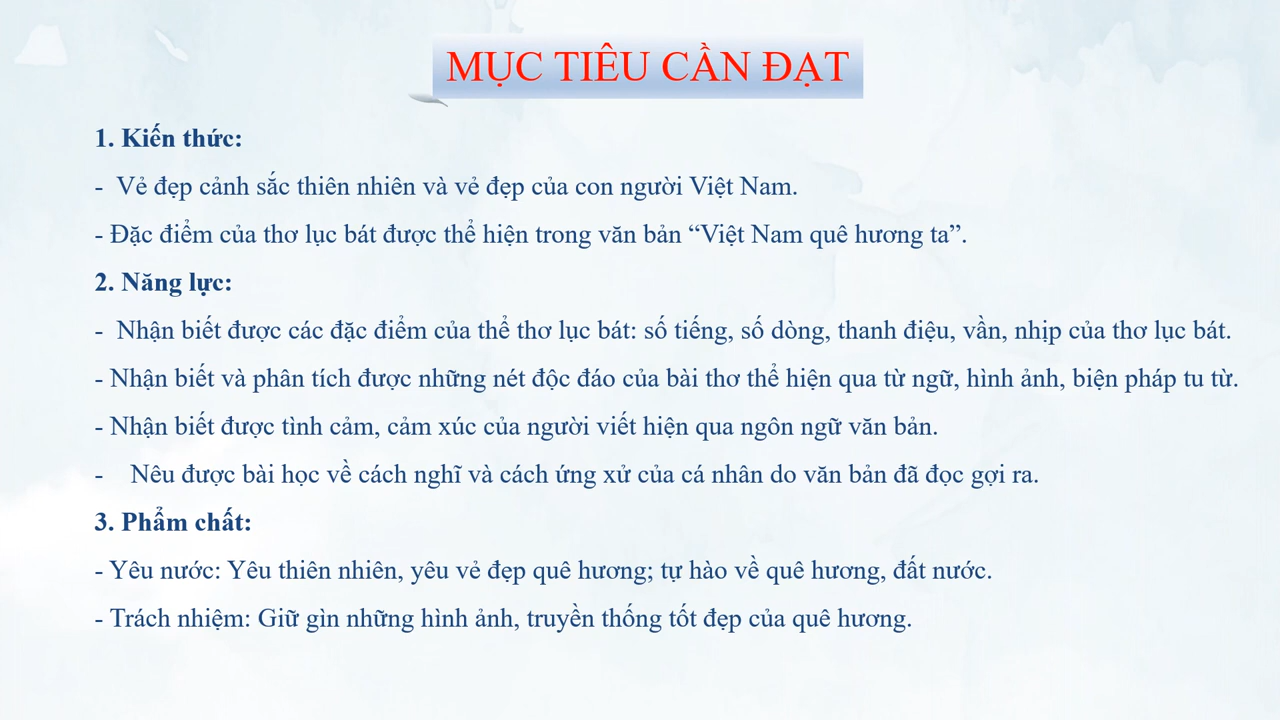 MỤC TIÊU CẦN ĐẠT
1. Kiến thức:
- Vẻ đẹp cảnh sắc thiên nhiên và vẻ đẹp của con người Việt Nam.
- Đặc điểm của thơ lục bát được thể hiện trong văn bản “Việt Nam quê hương ta”.
2. Năng lực:
- Nhận biết được các đặc điểm của thể thơ lục bát: số tiếng, số dòng, thanh điệu, vần, nhịp của thơ lục bát.
- Nhận biết và phân tích được những nét độc đáo của bài thơ thể hiện qua từ ngữ, hình ảnh, biện pháp tu từ.
- Nhận biết được tình cảm, cảm xúc của người viết hiện qua ngôn ngữ văn bản.
- Nêu được bài học về cách nghĩ và cách ứng xử của cá nhân do văn bản đã đọc gợi ra.
3. Phẩm chất:
- Yêu nước: Yêu thiên nhiên, yêu vẻ đẹp quê hương; tự hào về quê hương, đất nước.
- Trách nhiệm: Giữ gìn những hình ảnh, truyền thống tốt đẹp của quê hương.